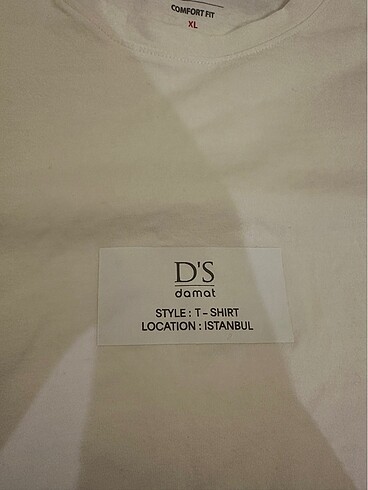 COMFORT FIT
XL
D'S
damat
STYLE : T - SHIRT
LOCATION : ISTANBUL